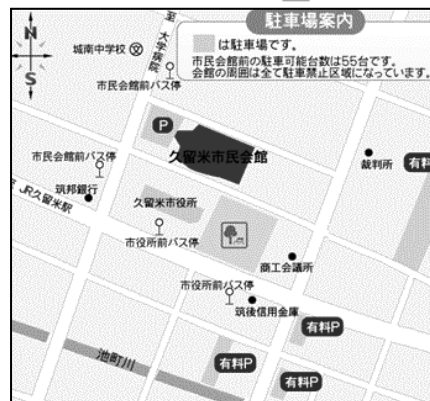 駐車場案内
は駐車場です。
市民会館前の駐車可能台数は55台です。
会館の周囲は全て駐車禁止区域になっています。
N
S
至 大学病院
城南中学校
文
市民会館前バス停
P
久留米市民会館
裁判所
有料
市民会館前バス停
筑邦銀行
JR久留米駅
久留米市役所
市役所前バス停
商工会議所
市役所前バス停
筑後信用金庫
有料P
池町川
有料P
有料P